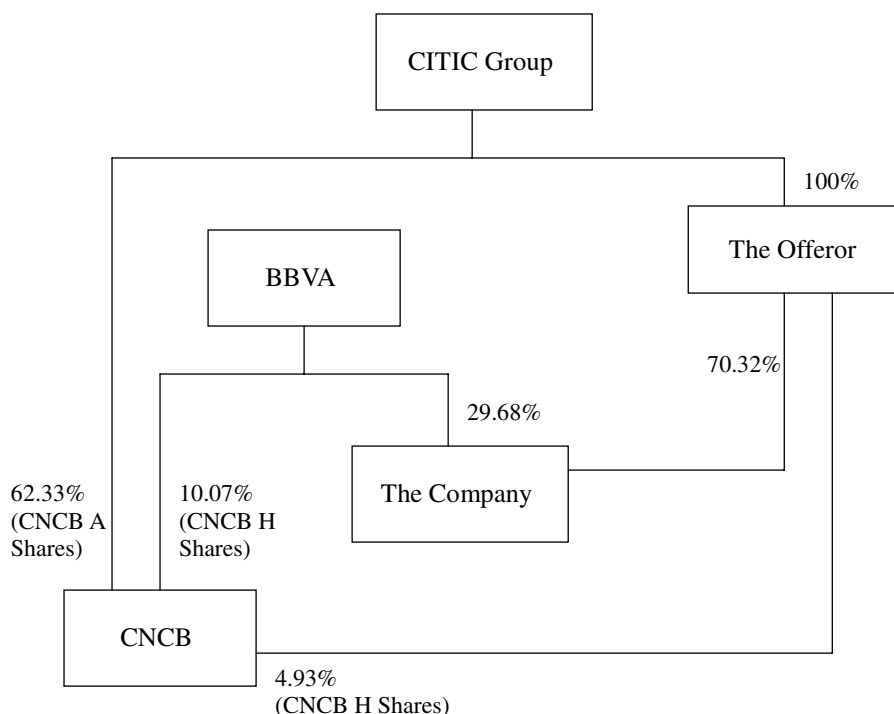 CITIC Group
100%
The Offeror
BBVA
70.32%
29.68%
The Company
62.33%
(CNCB A
Shares)
10.07%
(CNCB H
Shares)
CNCB
4.93%
(CNCB H Shares)